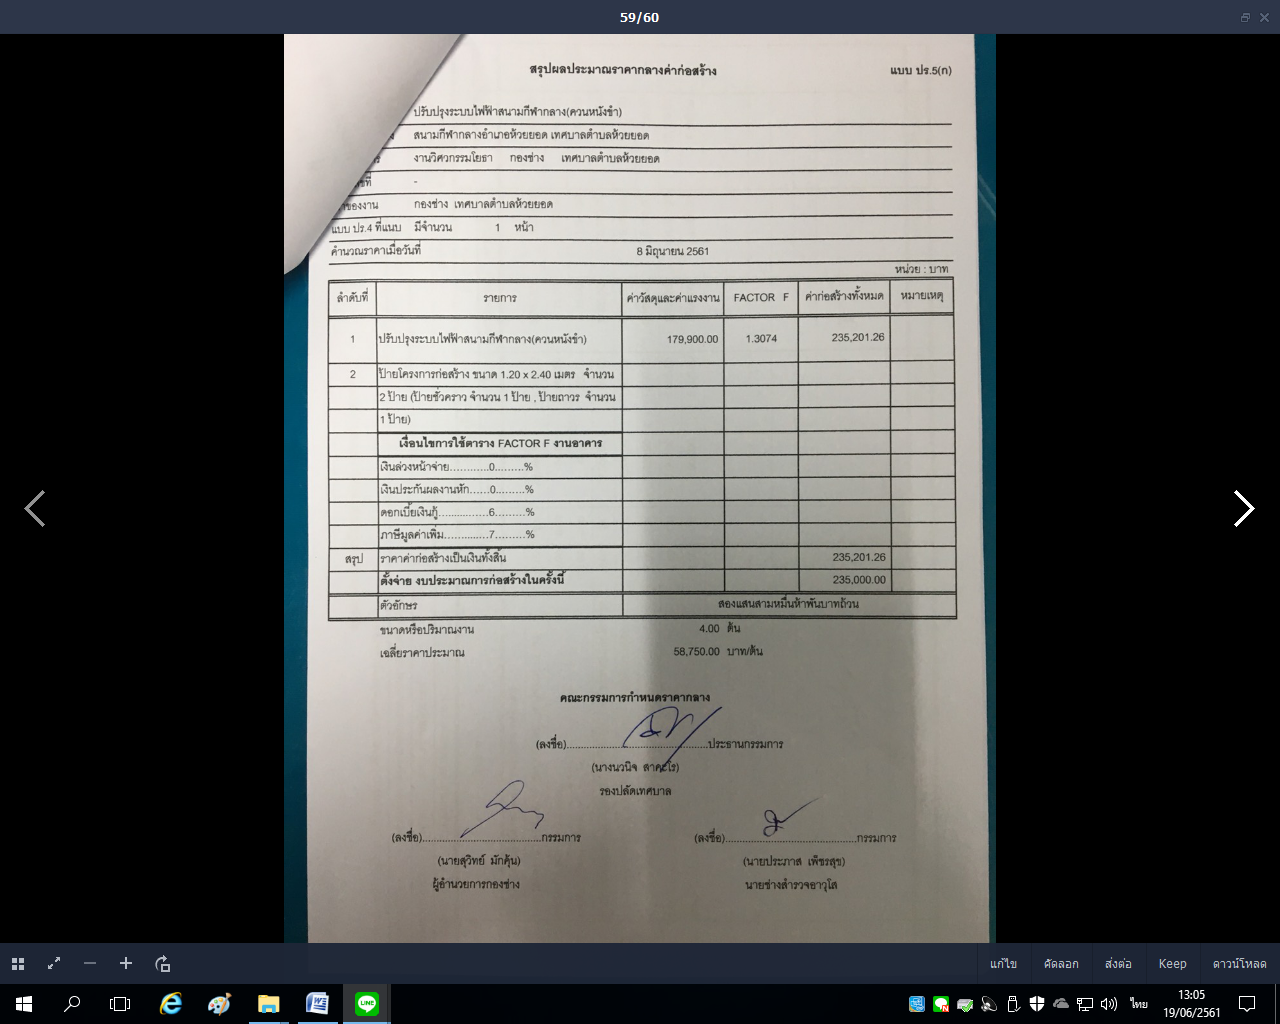 59/60
สรุปผลประมาณราคากลางค่าก่อสร้าง แบบ ปร.5(ก)
ปรับปรุงระบบไฟฟ้าสนามกีฬากลาง(ควนหนังขำ)
สนามกีฬากลางอำเภอห้วยยอด เทศบาลตำบลห้วยยอด
งานวิศวกรรมโยธา กองช่าง เทศบาลตำบลห้วยยอด
-
ของงาน กองช่าง เทศบาลตำบลห้วยยอด
แบบ ปร.4 ที่แนบ มีจำนวน 1 หน้า
คำนวณราคาเมื่อวันที่ 8 มิถุนายน 2561
หน่วย : บาท
ลำดับที่ รายการ ค่าวัสดุและค่าแรงงาน FACTOR F ค่าก่อสร้างทั้งหมด หมายเหตุ
1 ปรับปรุงระบบไฟฟ้าสนามกีฬากลาง(ควนหนังขำ) 179,900.00 1.3074 235,201.26
2 ป้ายโครงการก่อสร้าง ขนาด 1.20 x 2.40 เมตร จำนวน
2 ป้าย (ป้ายชั่วคราว จำนวน 1 ป้าย , ป้ายถาวร จำนวน
1 ป้าย)
เงื่อนไขการใช้ตาราง FACTOR F งานอาคาร
เงินล่วงหน้าจ่าย............0.........%
เงินประกันผลงานหัก......0.........%
ดอกเบี้ยเงินกู้...............6.........%
ภาษีมูลค่าเพิ่ม.............7.........%
สรุป ราคาค่าก่อสร้างเป็นเงินทั้งสิ้น 235,201.26
ตั้งจ่าย งบประมาณการก่อสร้างในครั้งนี้ 235,000.00
ตัวอักษร สองแสนสามหมื่นห้าพันบาทถ้วน
ขนาดหรือปริมาณงาน 4.00 ต้น
เฉลี่ยราคาประมาณ 58,750.00 บาท/ต้น
คณะกรรมการกำหนดราคากลาง
(ลงชื่อ)................................................ประธานกรรมการ
(นางนวนิจ
รองปลัดเทศบาล
(ลงชื่อ)........................................กรรมการ (ลงชื่อ)............................................กรรมการ
(นายสุวิทย์ มักคุ้น) (นายประภาส เพ็ชรสุข)
ผู้อำนวยการกองช่าง นายช่างสำรวจอาวุโส
แก้ไข คัดลอก ส่งต่อ Keep ดาวน์โหลด
LINE ไทย 13:05
19/06/2561